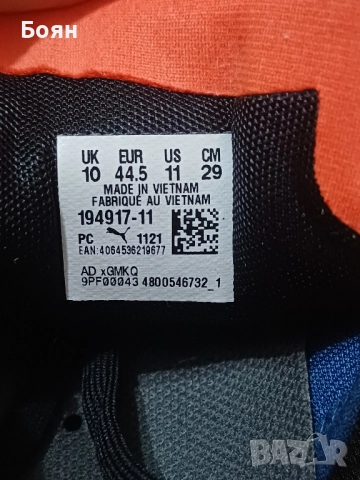 Боян
UK EUR US CM
10 44.5 11 29
MADE IN VIETNAM
FABRIQUÉ AU VIETNAM
194917-11
PC 1121
EAN:4064536219677
AD xGMKQ
9PF00043 4800546732_1
BAZAR